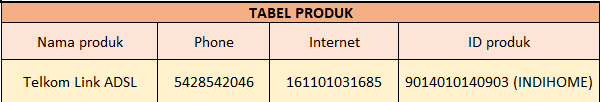 TABEL PRODUK
Nama produk Phone Internet ID produk
Telkom Link ADSL 5428542046 161101031685 9014010140903 (INDIHOME)